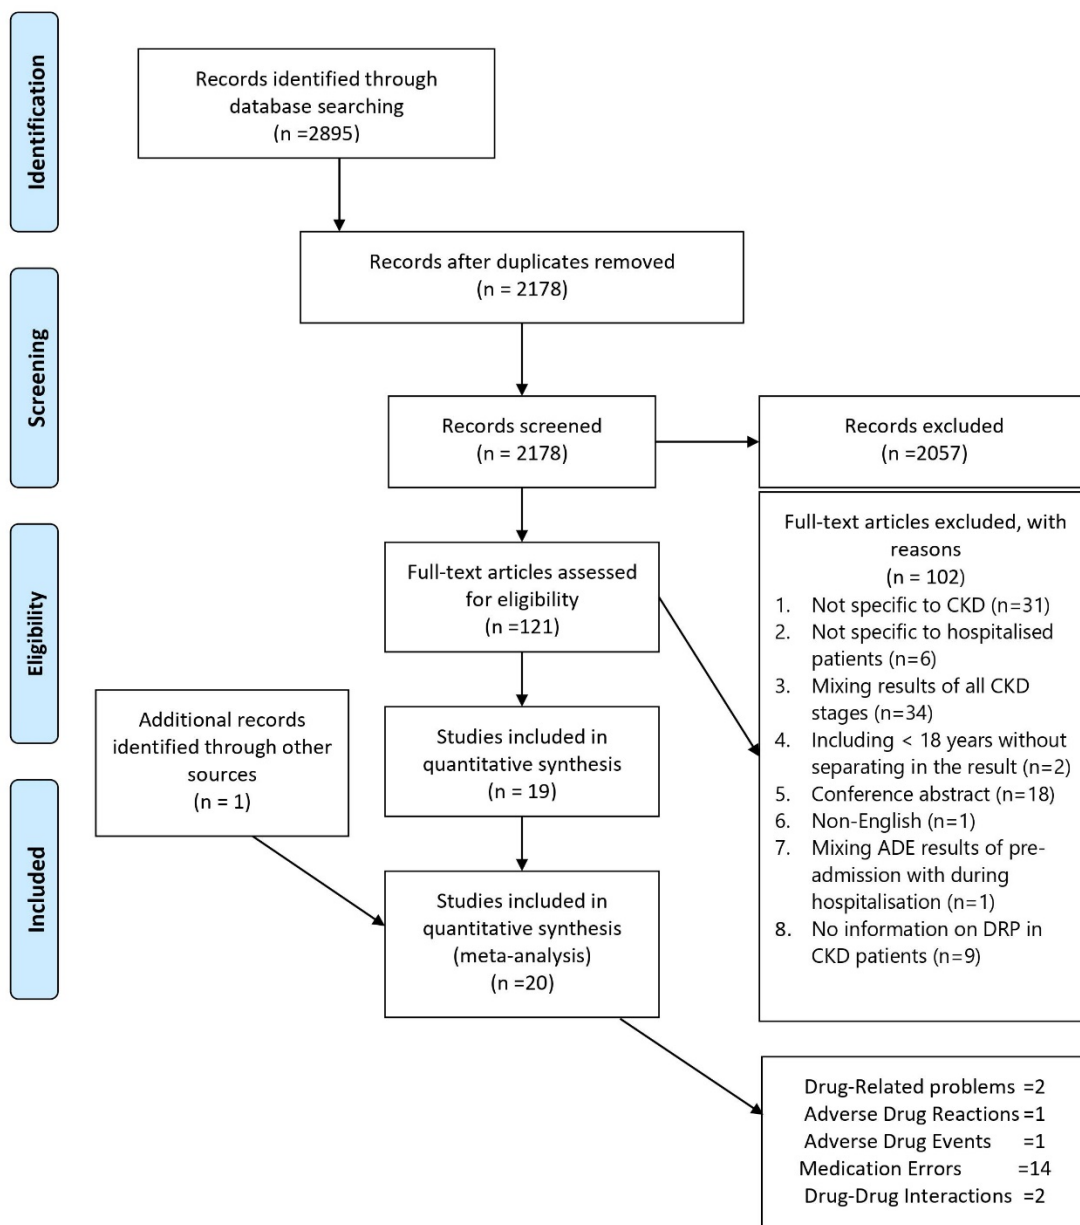 Identification
Records identified through
database searching
(n =2895)
Records after duplicates removed
(n = 2178)
Screening
Records screened
(n = 2178)
Records excluded
(n =2057)
Eligibility
Full-text articles assessed
for eligibility
(n =121)
Full-text articles excluded, with
reasons
(n = 102)
1. Not specific to CKD (n=31)
2. Not specific to hospitalised
patients (n=6)
3. Mixing results of all CKD
stages (n=34)
4. Including < 18 years without
separating in the result (n=2)
5. Conference abstract (n=18)
6. Non-English (n=1)
7. Mixing ADE results of pre-
admission with during
hospitalisation (n=1)
8. No information on DRP in
CKD patients (n=9)
Additional records
identified through other
sources
(n = 1)
Studies included in
quantitative synthesis
(n = 19)
Included
Studies included in
quantitative synthesis
(meta-analysis)
(n =20)
Drug-Related problems =2
Adverse Drug Reactions =1
Adverse Drug Events =1
Medication Errors =14
Drug-Drug Interactions =2